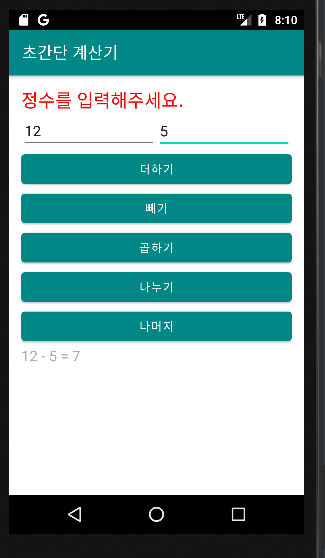 LTE 8:10
초간단 계산기
정수를 입력해주세요.
12 5
더하기
빼기
곱하기
나누기
나머지
12 - 5 = 7